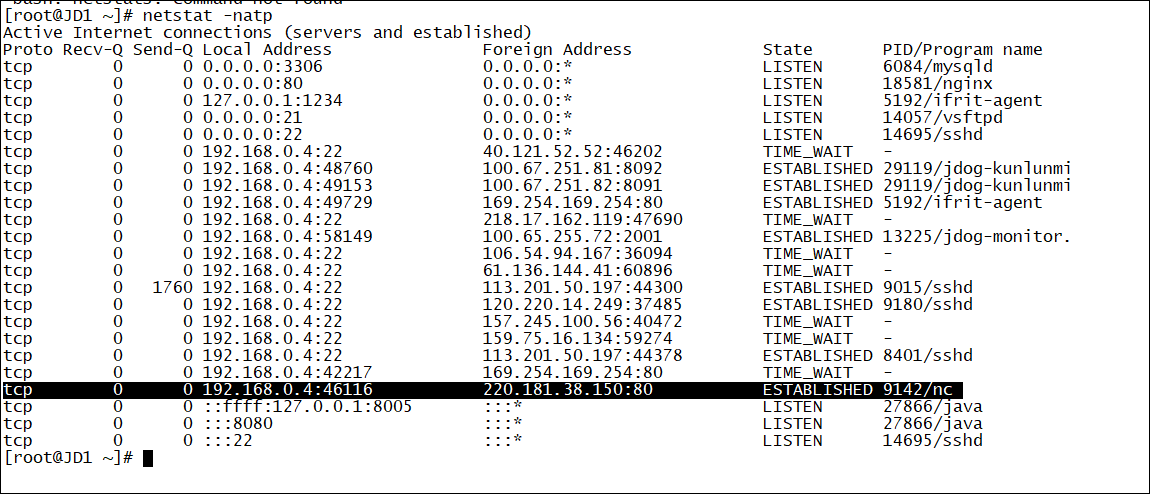 -bash: netstats: command not found
[root@JD1 ~]# netstat -natp
Active Internet connections (servers and established)
Proto Recv-Q Send-Q Local Address Foreign Address State PID/Program name
tcp 0 0 0.0.0.0:3306 0.0.0.0:* LISTEN 6084/mysqld
tcp 0 0 0.0.0.0:80 0.0.0.0:* LISTEN 18581/nginx
tcp 0 0 127.0.0.1:1234 0.0.0.0:* LISTEN 5192/ifrit-agent
tcp 0 0 0.0.0.0:21 0.0.0.0:* LISTEN 14057/vsftpd
tcp 0 0 0.0.0.0:22 0.0.0.0:* LISTEN 14695/sshd
tcp 0 0 192.168.0.4:22 40.121.52.52:46202 TIME_WAIT -
tcp 0 0 192.168.0.4:48760 100.67.251.81:8092 ESTABLISHED 29119/jdog-kunlunmi
tcp 0 0 192.168.0.4:49153 100.67.251.82:8091 ESTABLISHED 29119/jdog-kunlunmi
tcp 0 0 192.168.0.4:49729 169.254.169.254:80 ESTABLISHED 5192/ifrit-agent
tcp 0 0 192.168.0.4:22 218.17.162.119:47690 TIME_WAIT -
tcp 0 0 192.168.0.4:58149 100.65.255.72:2001 ESTABLISHED 13225/jdog-monitor.
tcp 0 0 192.168.0.4:22 106.54.94.167:36094 TIME_WAIT -
tcp 0 0 192.168.0.4:22 61.136.144.41:60896 TIME_WAIT -
tcp 0 1760 192.168.0.4:22 113.201.50.197:44300 ESTABLISHED 9015/sshd
tcp 0 0 192.168.0.4:22 120.220.14.249:37485 ESTABLISHED 9180/sshd
tcp 0 0 192.168.0.4:22 157.245.100.56:40472 TIME_WAIT -
tcp 0 0 192.168.0.4:22 159.75.16.134:59274 TIME_WAIT -
tcp 0 0 192.168.0.4:22 113.201.50.197:44378 ESTABLISHED 8401/sshd
tcp 0 0 192.168.0.4:42217 169.254.169.254:80 TIME_WAIT -
tcp 0 0 192.168.0.4:46116 220.181.38.150:80 ESTABLISHED 9142/nc
tcp 0 0 ::ffff:127.0.0.1:8005 :::* LISTEN 27866/java
tcp 0 0 :::8080 :::* LISTEN 27866/java
tcp 0 0 :::22 :::* LISTEN 14695/sshd
[root@JD1 ~]#